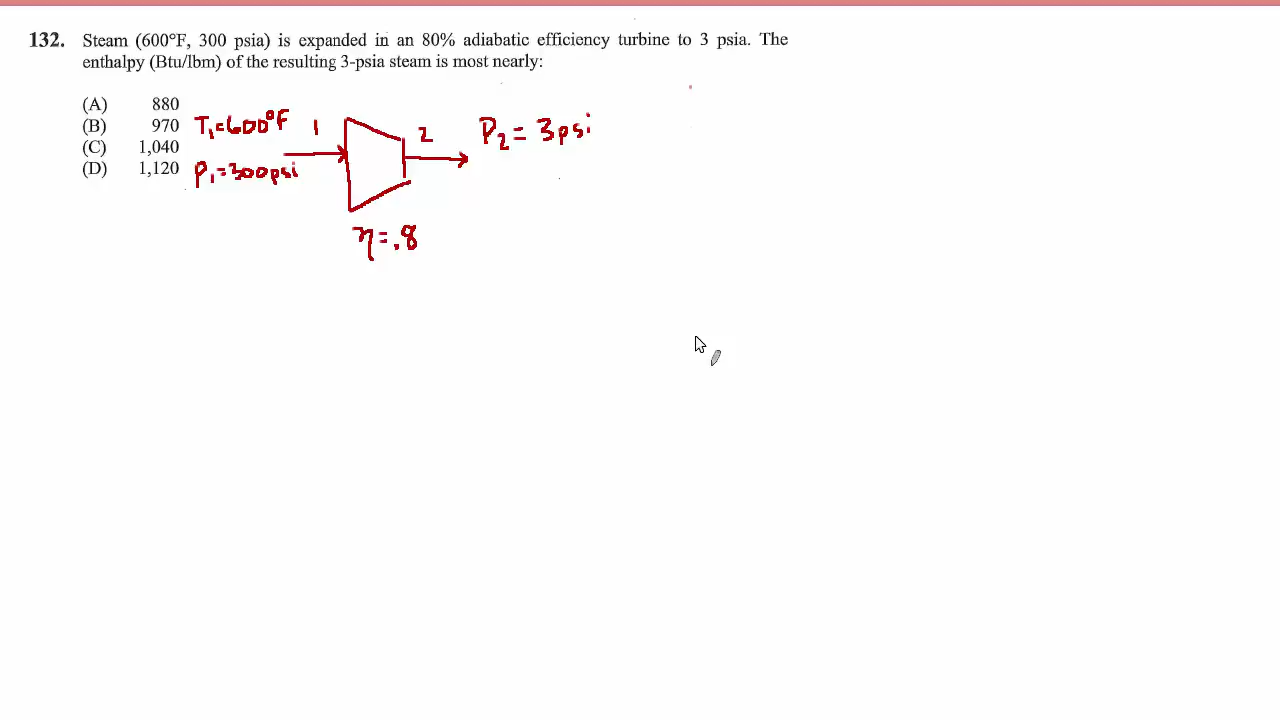 132. Steam (600°F, 300 psia) is expanded in an 80% adiabatic efficiency turbine to 3 psia. The
enthalpy (Btu/lbm) of the resulting 3-psia steam is most nearly:
(A) 880
(B) 970
(C) 1,040
(D) 1,120
T₁=600°F
P₁=300psi
1
2
P₂ = 3psi
η=.8